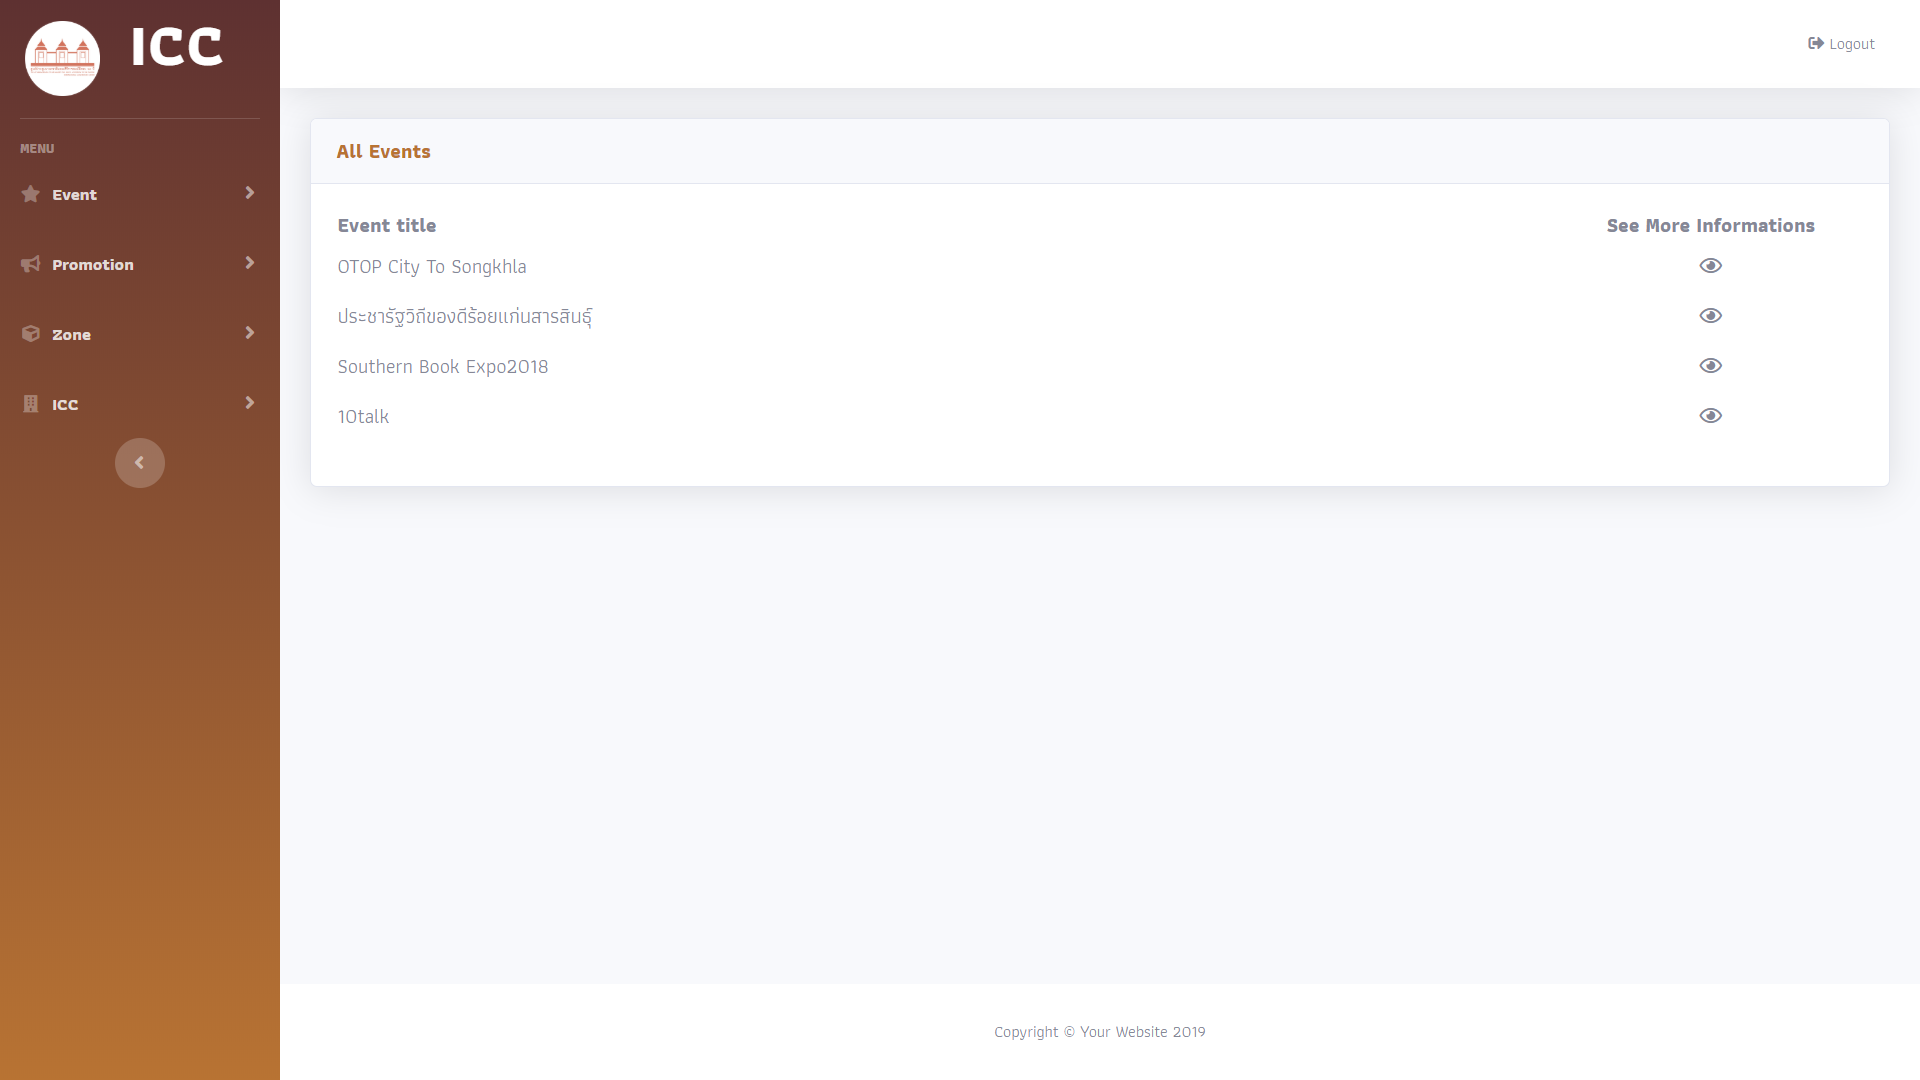 ICC
Logout
MENU
Event
Promotion
Zone
ICC
All Events
Event title See More Informations
OTOP City To Songkhla
ประชารัฐวิถีของดีร้อยแก่นสารสินธุ์
Southern Book Expo2018
10talk
Copyright © Your Website 2019